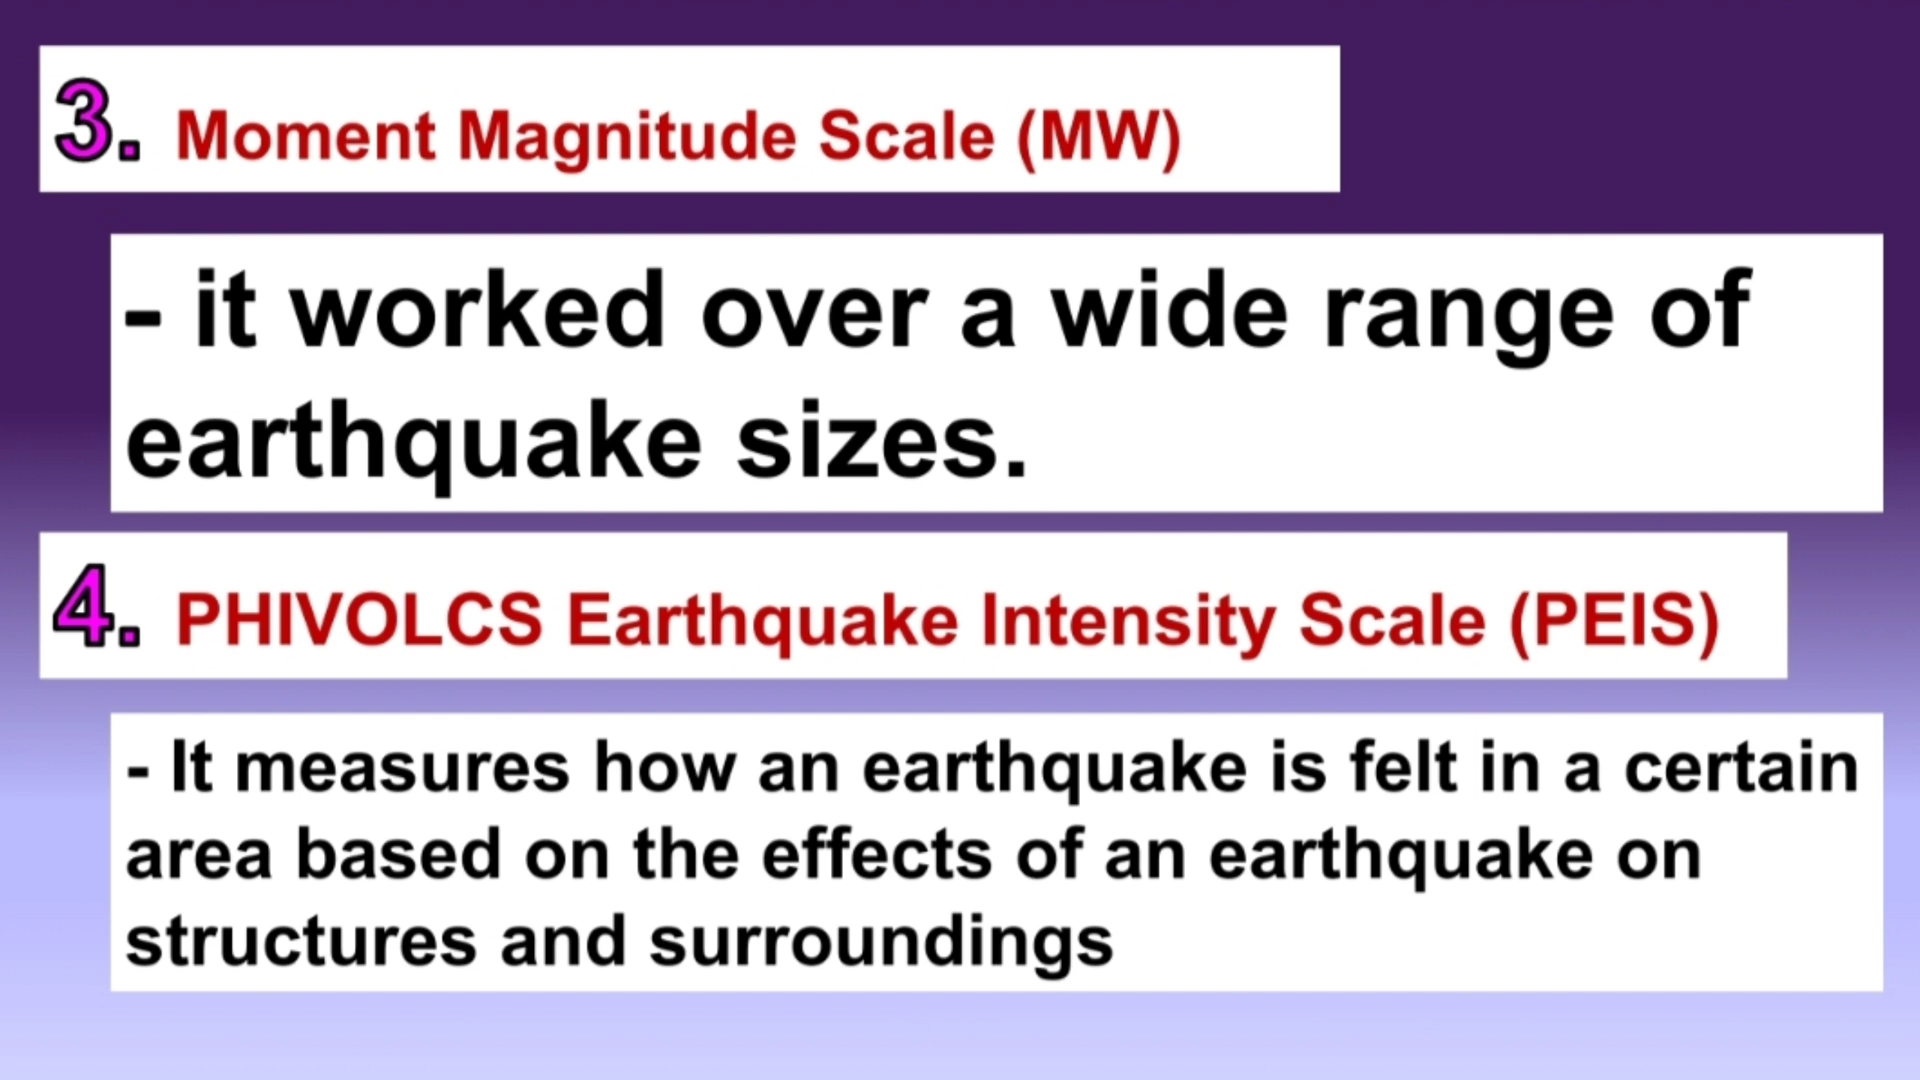 3. Moment Magnitude Scale (MW)
- it worked over a wide range of
earthquake sizes.
4. PHIVOLCS Earthquake Intensity Scale (PEIS)
- It measures how an earthquake is felt in a certain
area based on the effects of an earthquake on
structures and surroundings